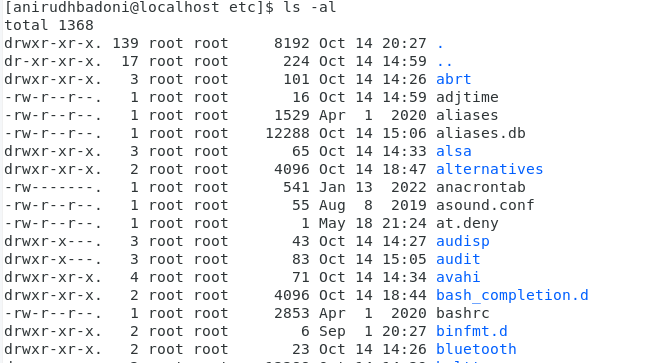 [anirudhbadoni@localhost etc]$ ls -al
total 1368
drwxr-xr-x. 139 root root     8192 Oct 14 20:27 .
dr-xr-xr-x.  17 root root      224 Oct 14 14:59 ..
drwxr-xr-x.   3 root root      101 Oct 14 14:26 abrt
-rw-r--r--.   1 root root       16 Oct 14 14:59 adjtime
-rw-r--r--.   1 root root     1529 Apr  1  2020 aliases
-rw-r--r--.   1 root root    12288 Oct 14 15:06 aliases.db
drwxr-xr-x.   3 root root       65 Oct 14 14:33 alsa
drwxr-xr-x.   2 root root     4096 Oct 14 18:47 alternatives
-rw-------.   1 root root      541 Jan 13  2022 anacrontab
-rw-r--r--.   1 root root       55 Aug  8  2019 asound.conf
-rw-r--r--.   1 root root        1 May 18 21:24 at.deny
drwxr-x---.   3 root root       43 Oct 14 14:27 audisp
drwxr-x---.   3 root root       83 Oct 14 15:05 audit
drwxr-xr-x.   4 root root       71 Oct 14 14:34 avahi
drwxr-xr-x.   2 root root     4096 Oct 14 18:44 bash_completion.d
-rw-r--r--.   1 root root     2853 Apr  1  2020 bashrc
drwxr-xr-x.   2 root root        6 Sep  1 20:27 binfmt.d
drwxr-xr-x.   2 root root       23 Oct 14 14:26 bluetooth